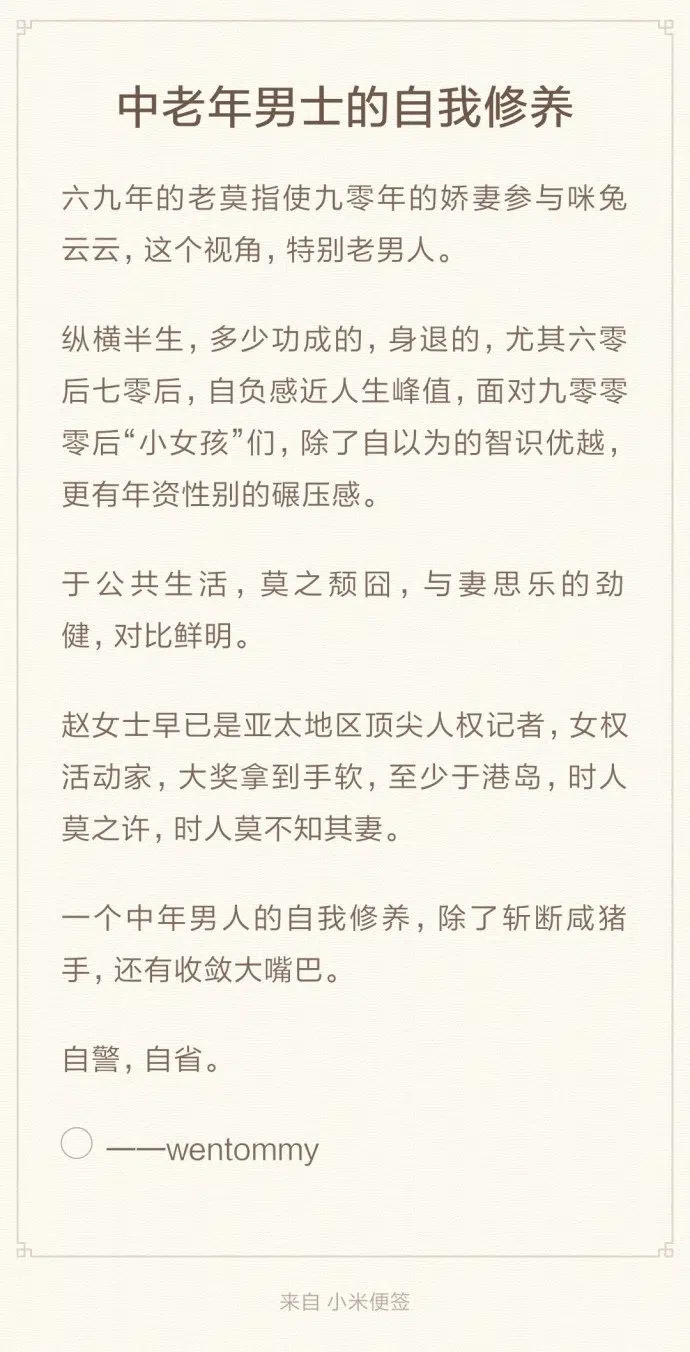 中老年男士的自我修养
六九年的老莫指使九零年的娇妻参与咪兔
云云，这个视角，特别老男人。
纵横半生，多少功成的，身退的，尤其六零
后七零后，自负感近人生峰值，面对九零零
零后“小女孩”们，除了自以为的智识优越，
更有年资性别的碾压感。
于公共生活，莫之颓囧，与妻思乐的劲
健，对比鲜明。
赵女士早已是亚太地区顶尖人权记者，女权
活动家，大奖拿到手软，至少于港岛，时人
莫之许，时人莫不知其妻。
一个中年男人的自我修养，除了斩断咸猪
手，还有收敛大嘴巴。
自警，自省。
——wentommy
来自 小米便签